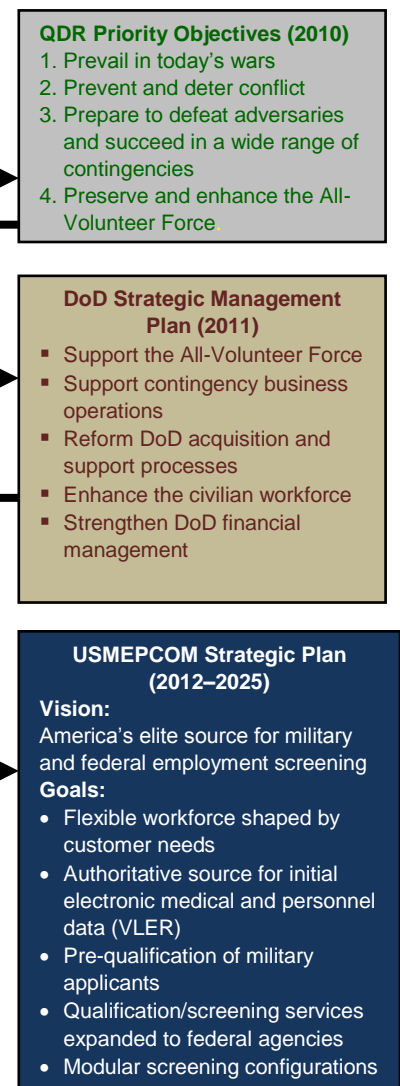 QDR Priority Objectives (2010)
1. Prevail in today's wars
2. Prevent and deter conflict
3. Prepare to defeat adversaries
and succeed in a wide range of
contingencies
4. Preserve and enhance the All-
Volunteer Force.
DoD Strategic Management
Plan (2011)
▪ Support the All-Volunteer Force
▪ Support contingency business
operations
▪ Reform DoD acquisition and
support processes
▪ Enhance the civilian workforce
▪ Strengthen DoD financial
management
USMEPCOM Strategic Plan
(2012–2025)
Vision:
America's elite source for military
and federal employment screening
Goals:
• Flexible workforce shaped by
customer needs
• Authoritative source for initial
electronic medical and personnel
data (VLER)
• Pre-qualification of military
applicants
• Qualification/screening services
expanded to federal agencies
• Modular screening configurations